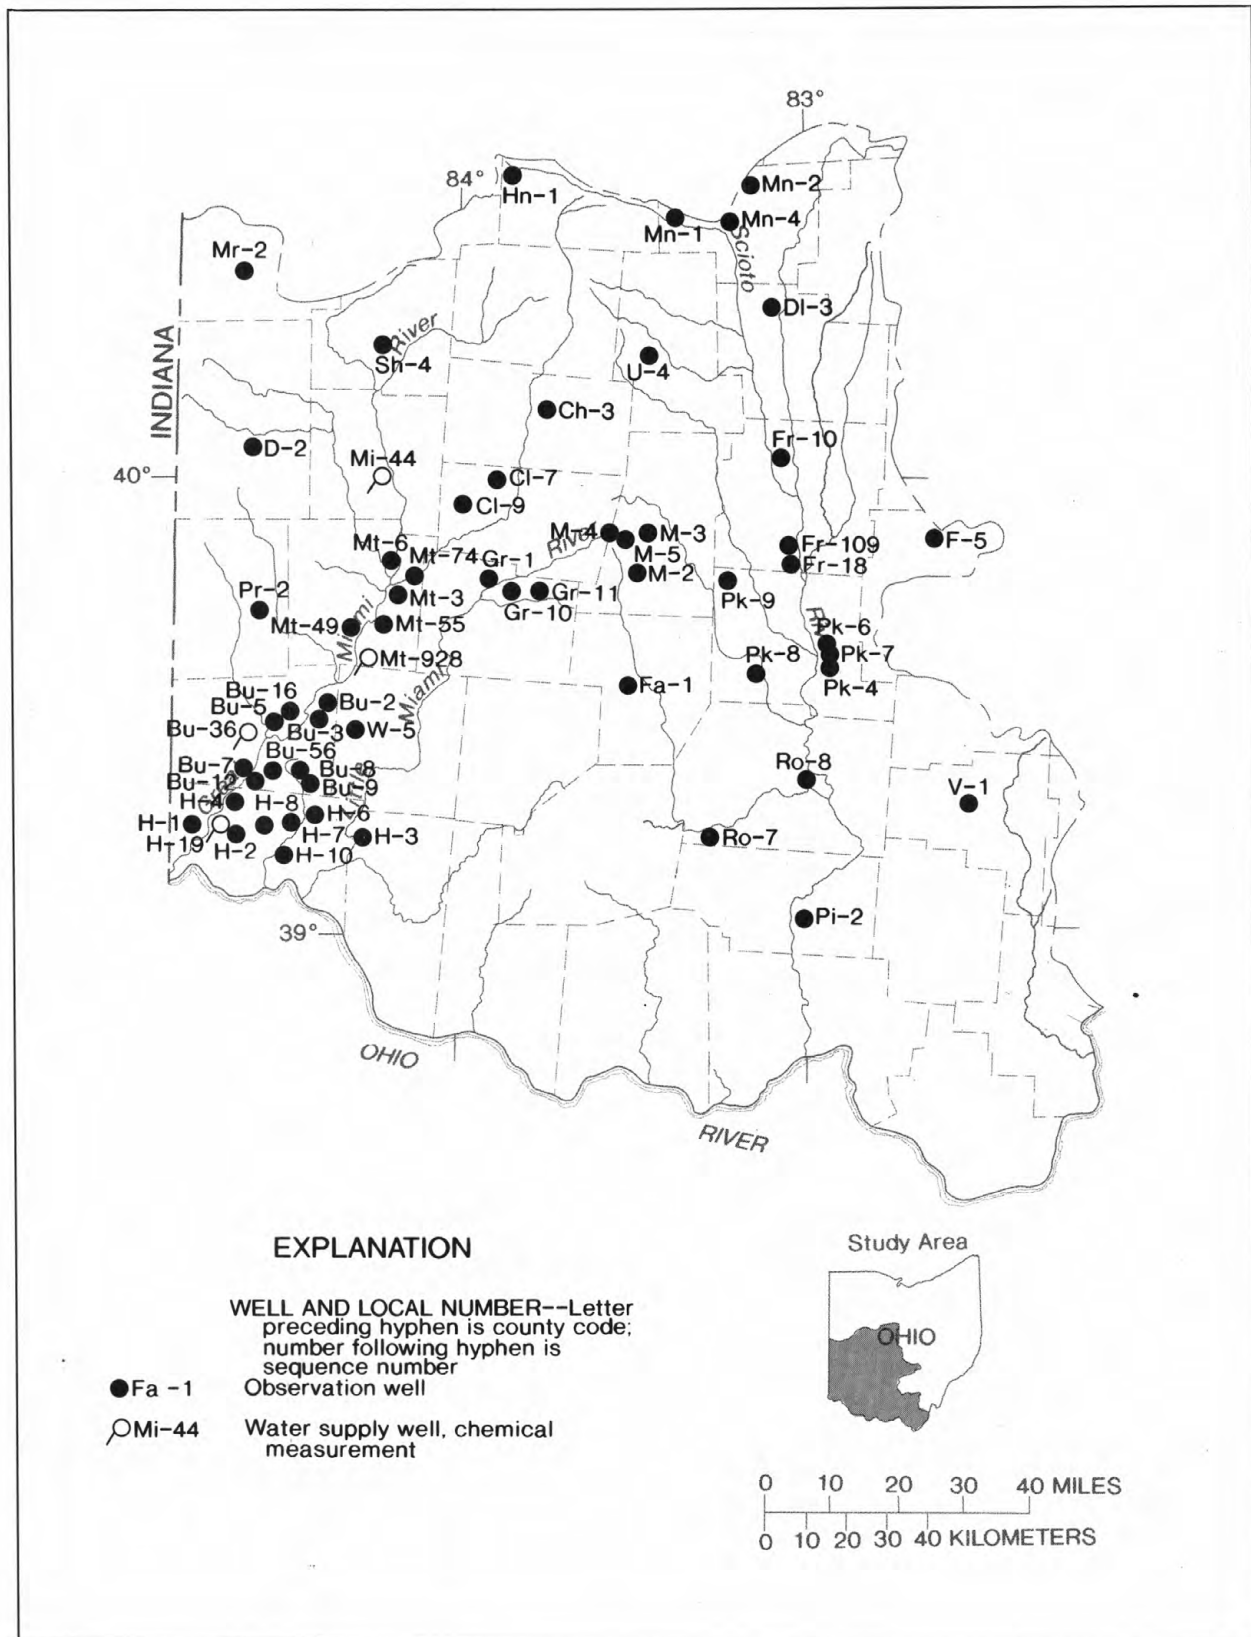 83°
84°
Hn-1
Mn-2
Mn-1
Mn-4
Scioto
Mr-2
Dl-3
River
Sh-4
U-4
INDIANA
Ch-3
D-2
Fr-10
Mi-44
40°
Cl-7
Cl-9
River
M-4
M-3
M-5
M-2
Fr-109
Fr-18
F-5
Mt-6
Mt-74
Gr-1
Mt-3
Gr-11
Gr-10
Pk-9
Pr-2
Mt-49
Miami
Mt-55
Pk-6
Pk-7
Pk-8
Pk-4
Mt-928
Miami
Fa-1
Bu-16
Bu-5
Bu-2
Bu-36
Bu-3
W-5
Bu-56
Bu-7
Bu-8
Bu-9
Ro-8
V-1
H-4
H-8
H-6
H-1
H-19
H-2
H-7
H-3
H-10
Ro-7
Pi-2
39°
OHIO
RIVER
EXPLANATION
WELL AND LOCAL NUMBER--Letter
preceding hyphen is county code;
number following hyphen is
sequence number
Fa -1 Observation well
Mi-44 Water supply well, chemical
measurement
Study Area
OHIO
0 10 20 30 40 MILES
0 10 20 30 40 KILOMETERS